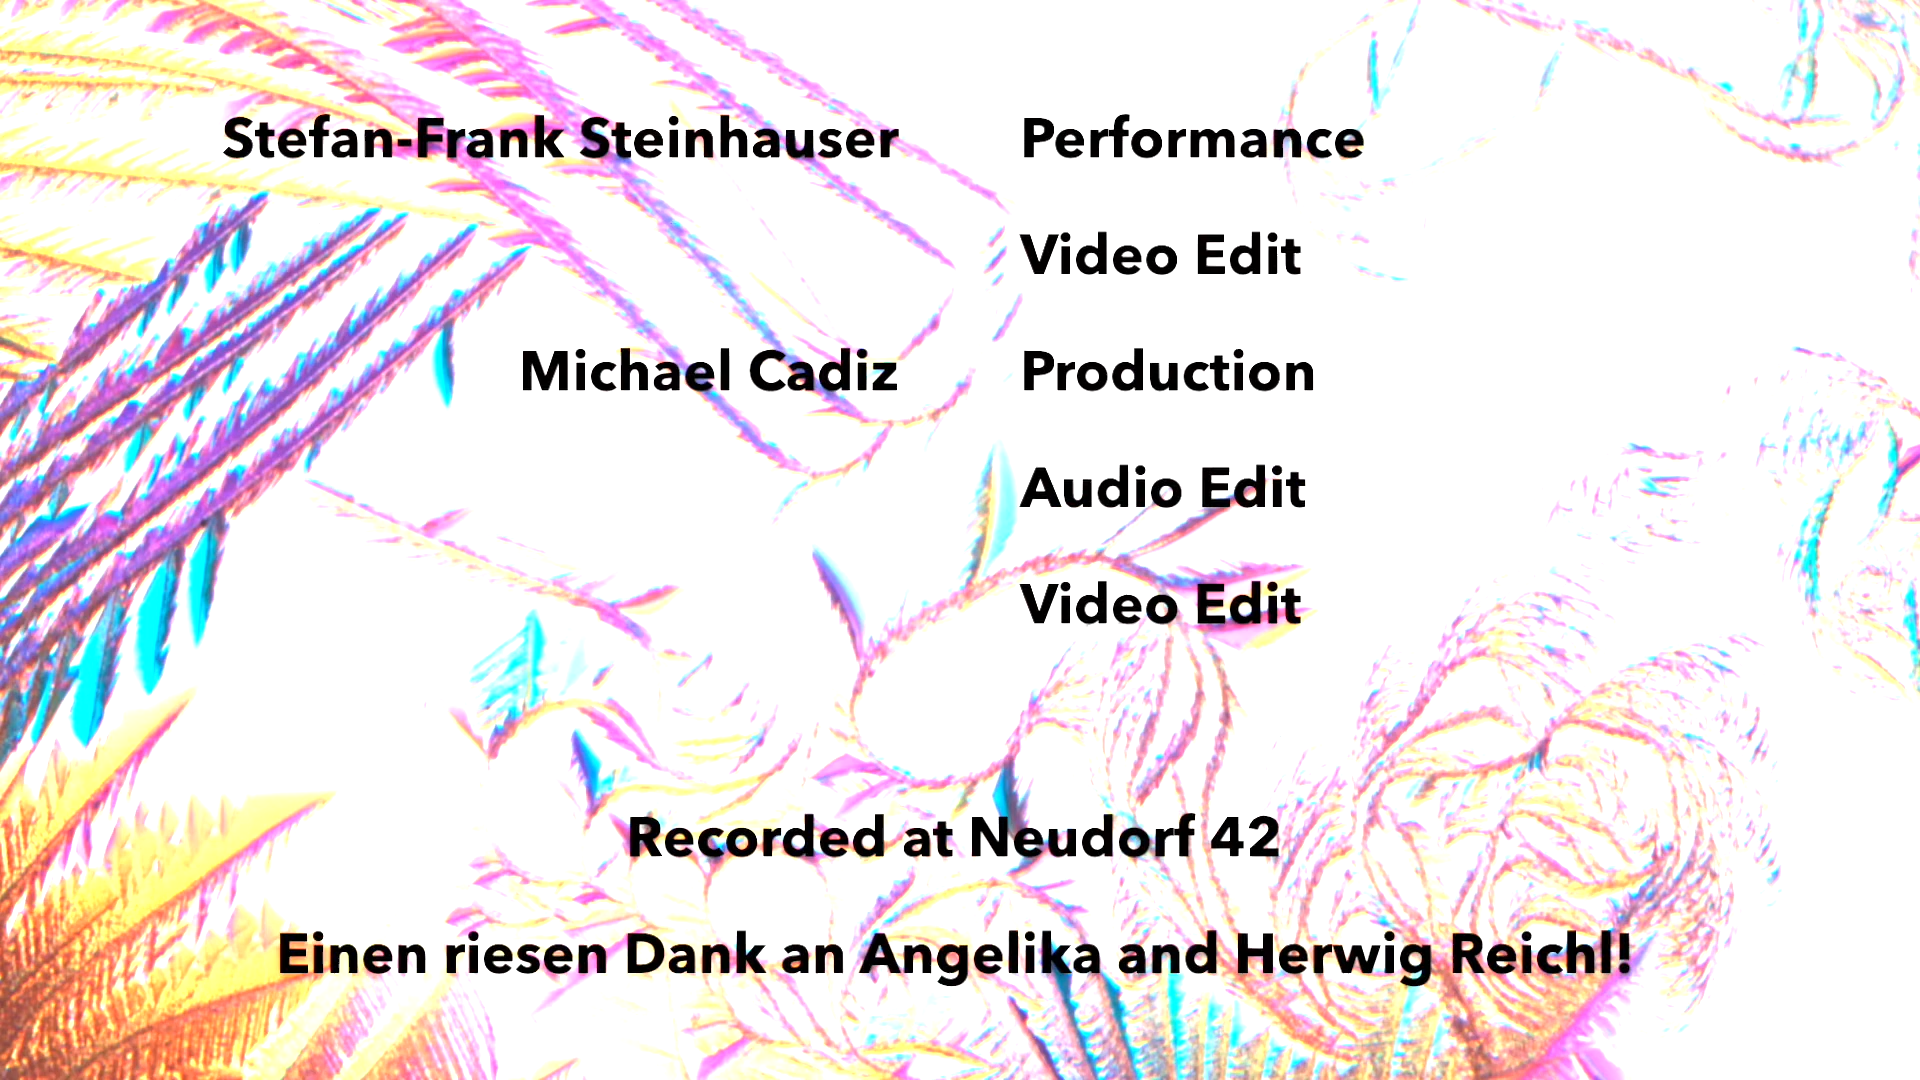 Stefan-Frank Steinhauser Performance
Video Edit
Michael Cadiz Production
Audio Edit
Video Edit
Recorded at Neudorf 42
Einen riesen Dank an Angelika and Herwig Reichl!